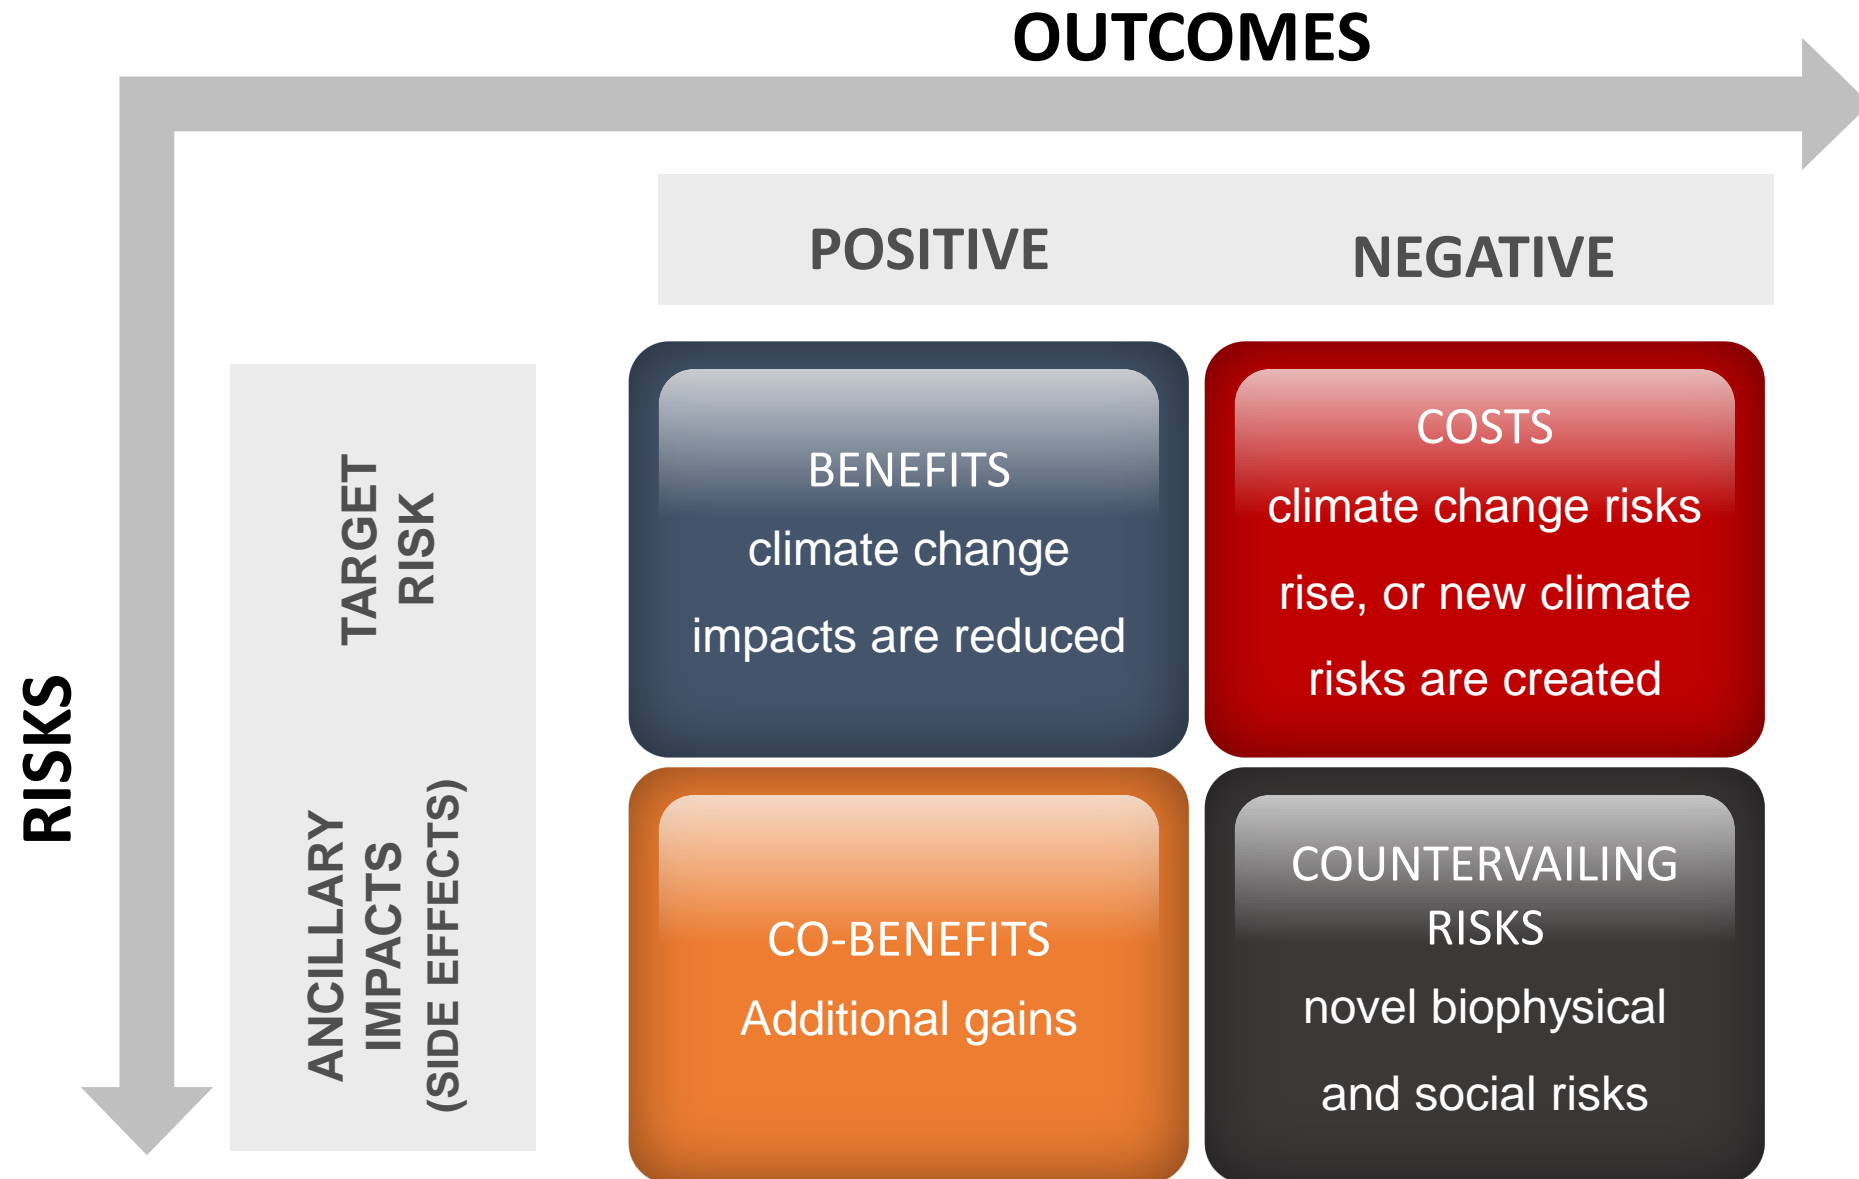 OUTCOMES
POSITIVE
NEGATIVE
RISKS
TARGET
RISK
BENEFITS
climate change
impacts are reduced
COSTS
climate change risks
rise, or new climate
risks are created
ANCILLARY
IMPACTS
(SIDE EFFECTS)
CO-BENEFITS
Additional gains
COUNTERVAILING
RISKS
novel biophysical
and social risks